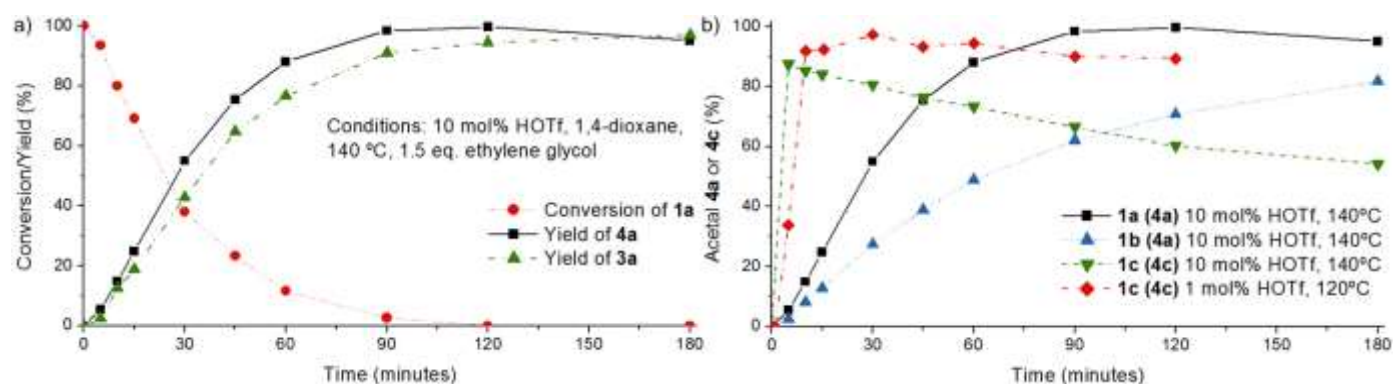 a)
100
80
60
40
20
0
Conversion/Yield (%)
Conditions: 10 mol% HOTf, 1,4-dioxane,
140 ºC, 1.5 eq. ethylene glycol
Conversion of 1a
Yield of 4a
Yield of 3a
0 30 60 90 120 150 180
Time (minutes)
b)
100
80
60
40
20
0
Acetal 4a or 4c (%)
1a (4a) 10 mol% HOTf, 140ºC
1b (4a) 10 mol% HOTf, 140ºC
1c (4c) 10 mol% HOTf, 140ºC
1c (4c) 1 mol% HOTf, 120ºC
0 30 60 90 120 150 180
Time (minutes)